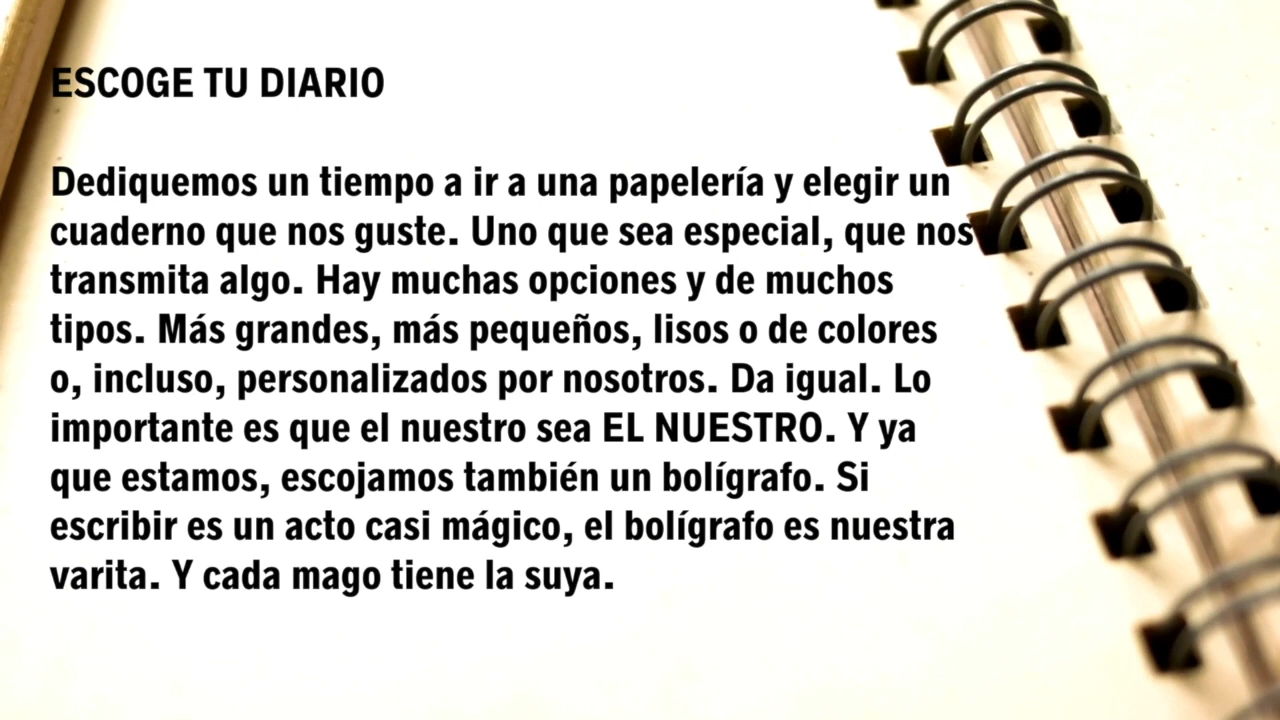 ESCOGE TU DIARIO
Dediquemos un tiempo a ir a una papelería y elegir un
cuaderno que nos guste. Uno que sea especial, que nos
transmita algo. Hay muchas opciones y de muchos
tipos. Más grandes, más pequeños, lisos o de colores
o, incluso, personalizados por nosotros. Da igual. Lo
importante es que el nuestro sea EL NUESTRO. Y ya
que estamos, escojamos también un bolígrafo. Si
escribir es un acto casi mágico, el bolígrafo es nuestra
varita. Y cada mago tiene la suya.